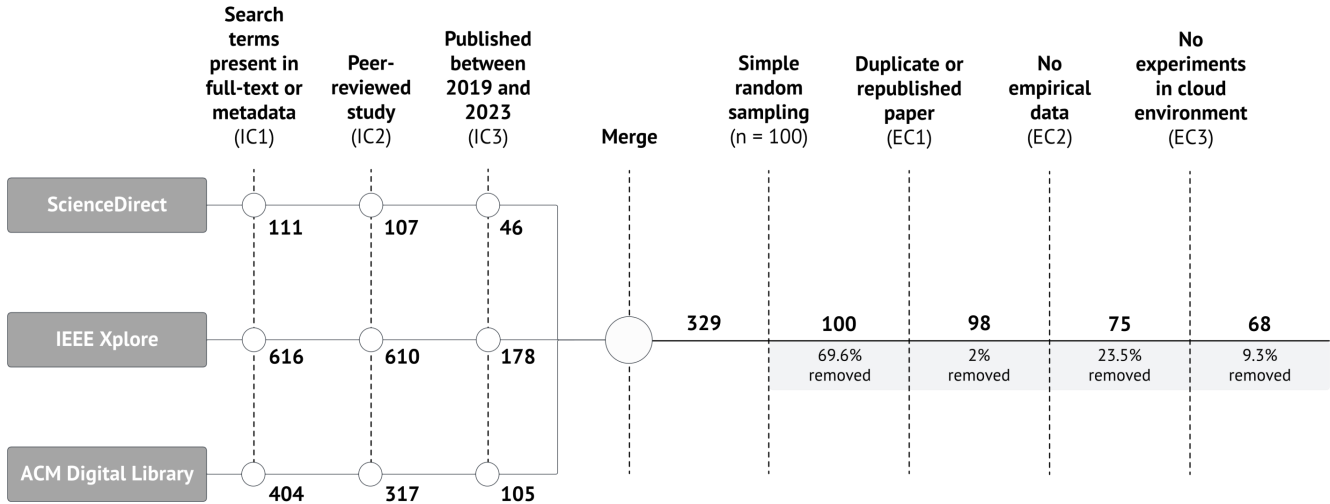 Search
terms
present in
full-text or
metadata
(IC1)
Peer-
reviewed
study
(IC2)
Published
between
2019 and
2023
(IC3)
Merge
Simple
random
sampling
(n = 100)
Duplicate or
republished
paper
(EC1)
No
empirical
data
(EC2)
No
experiments
in cloud
environment
(EC3)
ScienceDirect
111
107
46
IEEE Xplore
616
610
178
329
100
98
75
68
69.6%
removed
2%
removed
23.5%
removed
9.3%
removed
ACM Digital Library
404
317
105